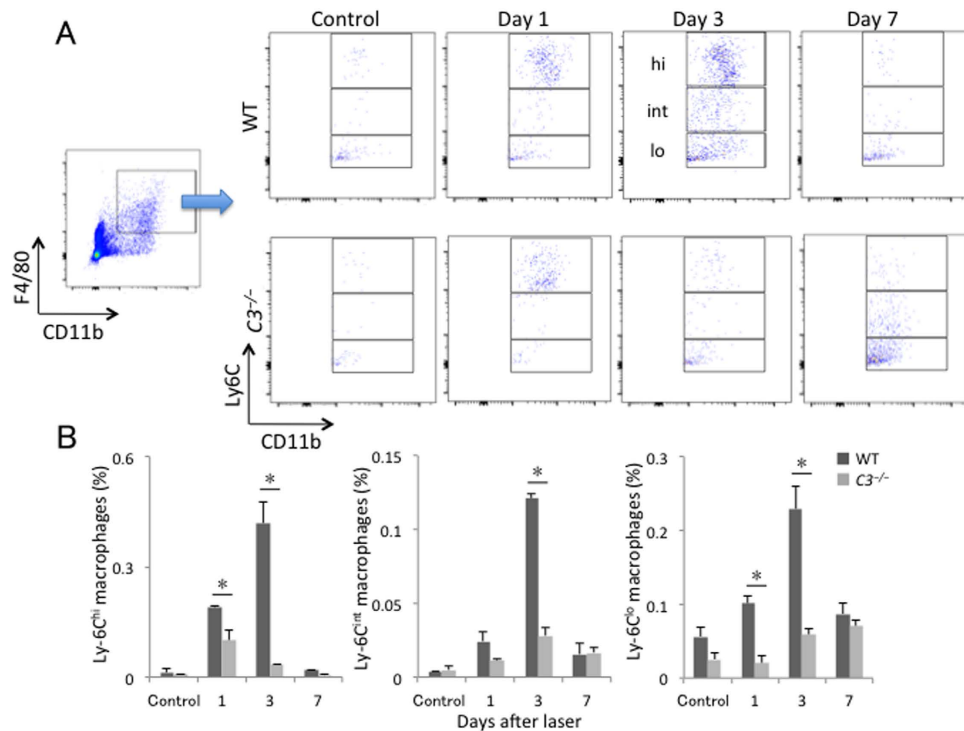 A
Control Day 1 Day 3 Day 7
WT
hi
int
lo
F4/80
CD11b
C3⁻/⁻
Ly6C
CD11b
B
Ly-6Cʰⁱ macrophages (%)
0.6
0.3
0
Control 1 3 7
*
*
Ly-6Cⁱⁿᵗ macrophages (%)
0.15
0.1
0.05
0
Control 1 3 7
*
Days after laser
Ly-6Cˡᵒ macrophages (%)
0.3
0.2
0.1
0
Control 1 3 7
*
*
WT
C3⁻/⁻